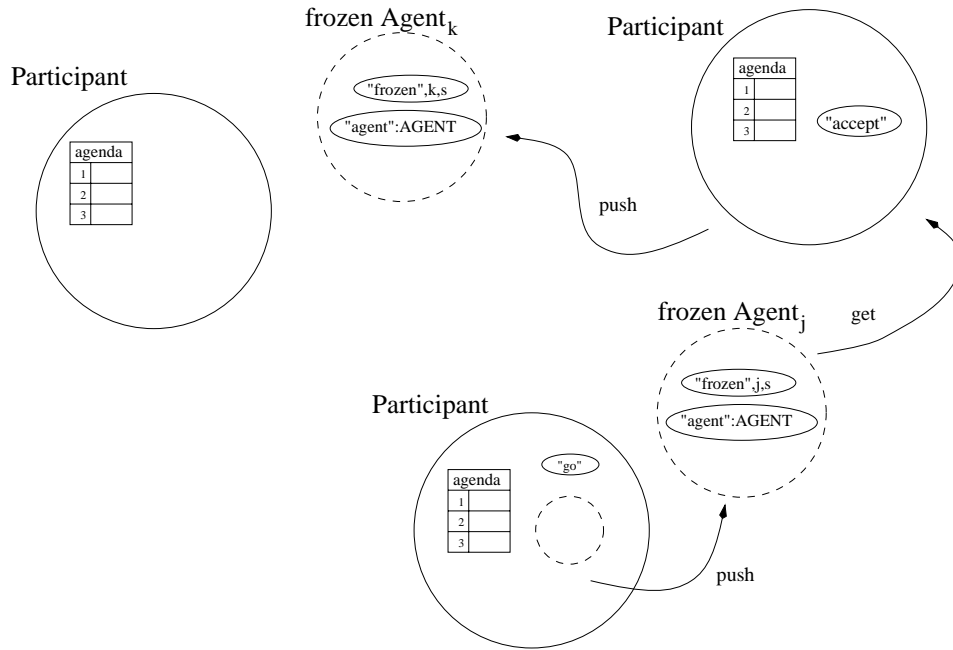 frozen Agent_k
Participant
Participant
"frozen",k,s
"agent":AGENT
agenda
1
2
3
"accept"
agenda
1
2
3
push
frozen Agent_j
get
"frozen",j,s
"agent":AGENT
Participant
"go"
agenda
1
2
3
push